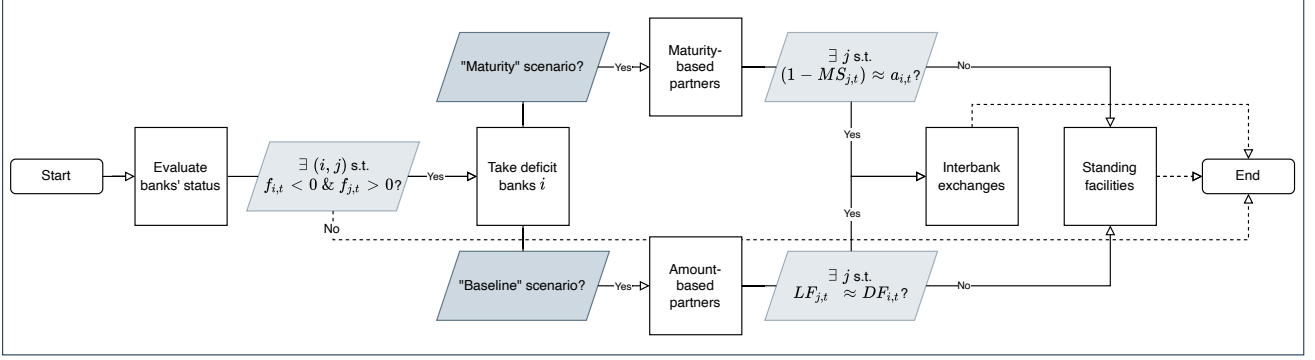 Start
Evaluate
banks' status
∃ (i, j) s.t.
f_{i,t} < 0 & f_{j,t} > 0?
Yes
No
Take deficit
banks i
"Maturity" scenario?
Yes
Maturity-
based
partners
∃ j s.t.
(1 − MS_{j,t}) ≈ a_{i,t}?
No
Yes
Yes
"Baseline" scenario?
Yes
Amount-
based
partners
∃ j s.t.
LF_{j,t} ≈ DF_{i,t}?
No
Interbank
exchanges
Standing
facilities
End